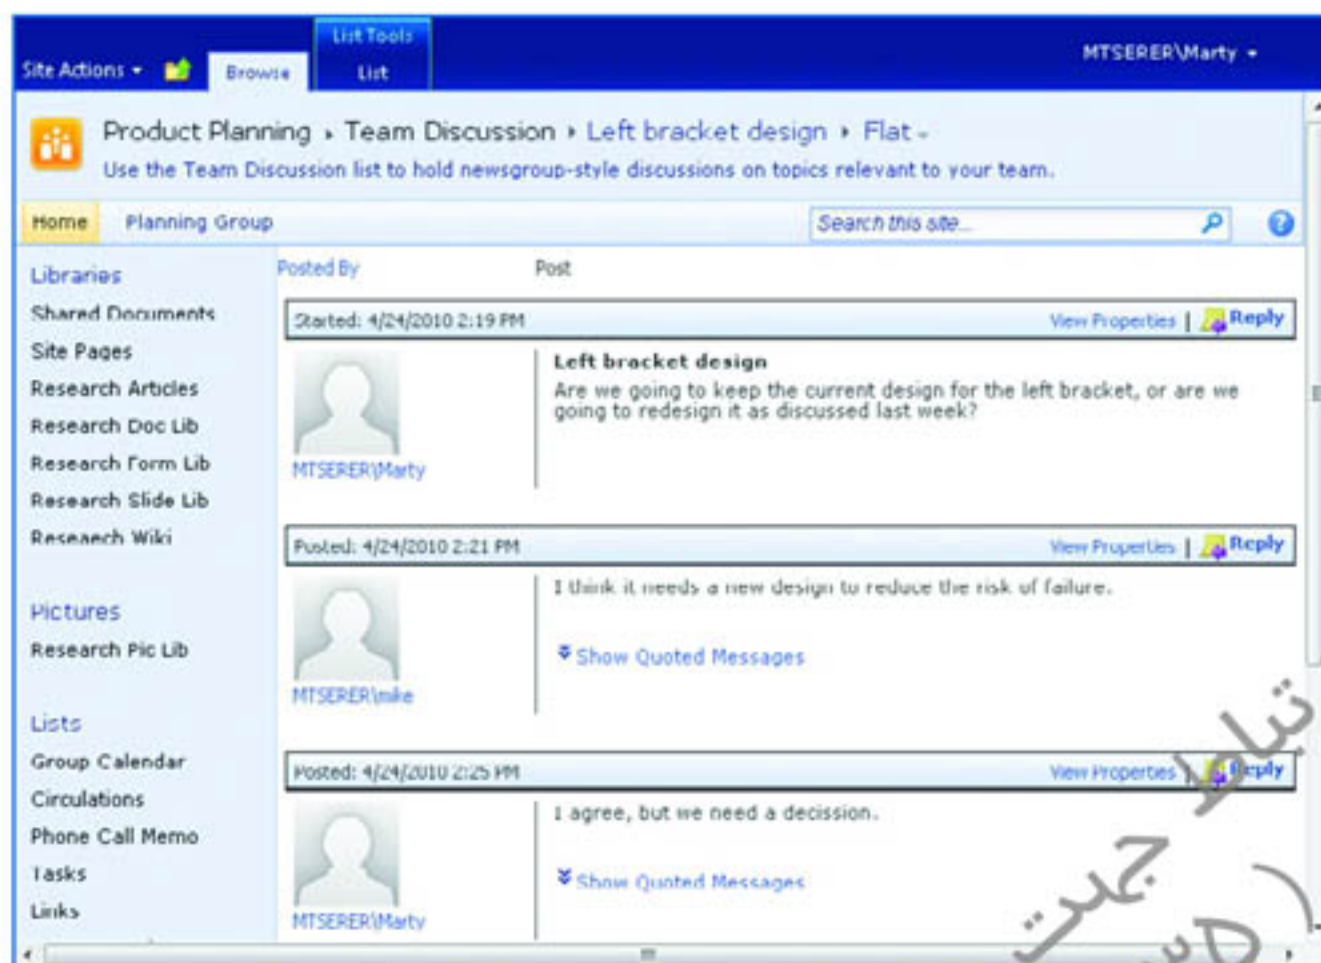 List Tools
Site Actions Browse List MTSERER\Marty
Product Planning Team Discussion Left bracket design Flat
Use the Team Discussion list to hold newsgroup-style discussions on topics relevant to your team.
Home Planning Group Search this site...
Libraries
Shared Documents
Site Pages
Research Articles
Research Doc Lib
Research Form Lib
Research Slide Lib
Reseaech Wiki
Pictures
Research Pic Lib
Lists
Group Calendar
Circulations
Phone Call Memo
Tasks
Links
Posted By Post
Started: 4/24/2010 2:19 PM View Properties | Reply
Left bracket design
Are we going to keep the current design for the left bracket, or are we
going to redesign it as discussed last week?
MTSERER\Marty
Posted: 4/24/2010 2:21 PM View Properties | Reply
I think it needs a new design to reduce the risk of failure.
Show Quoted Messages
MTSERER\mike
Posted: 4/24/2010 2:25 PM View Properties | Reply
I agree, but we need a decission.
Show Quoted Messages
MTSERER\Marty